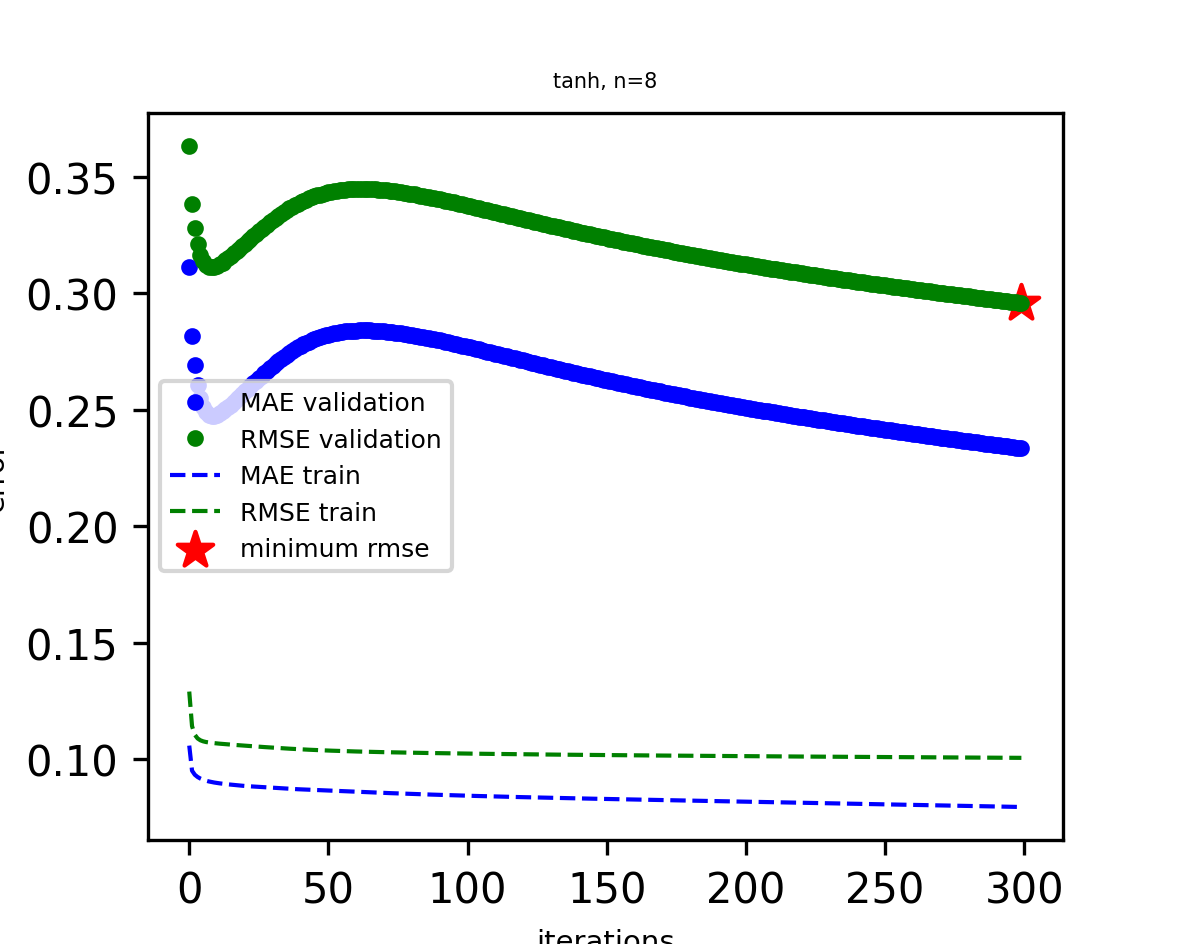 tanh, n=8
0.35
0.30
0.25
0.20
0.15
0.10
MAE validation
RMSE validation
MAE train
RMSE train
minimum rmse
0 50 100 150 200 250 300
iterations